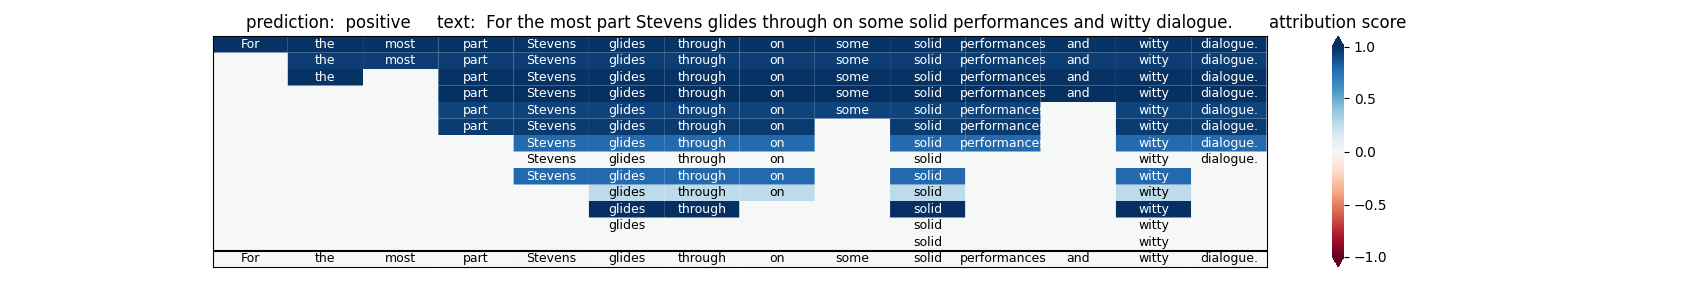 prediction:  positive     text:  For the most part Stevens glides through on some solid performances and witty dialogue.     attribution score
For the most part Stevens glides through on some solid performances and witty dialogue. 1.0
the most part Stevens glides through on some solid performances and witty dialogue.
the part Stevens glides through on some solid performances and witty dialogue.
part Stevens glides through on some solid performances and witty dialogue. 0.5
part Stevens glides through on some solid performances witty dialogue.
part Stevens glides through on solid performances witty dialogue.
Stevens glides through on solid performances witty dialogue.
Stevens glides through on solid witty dialogue. 0.0
Stevens glides through on solid witty
glides through on solid witty
glides through solid witty −0.5
glides solid witty
solid witty
For the most part Stevens glides through on some solid performances and witty dialogue. −1.0